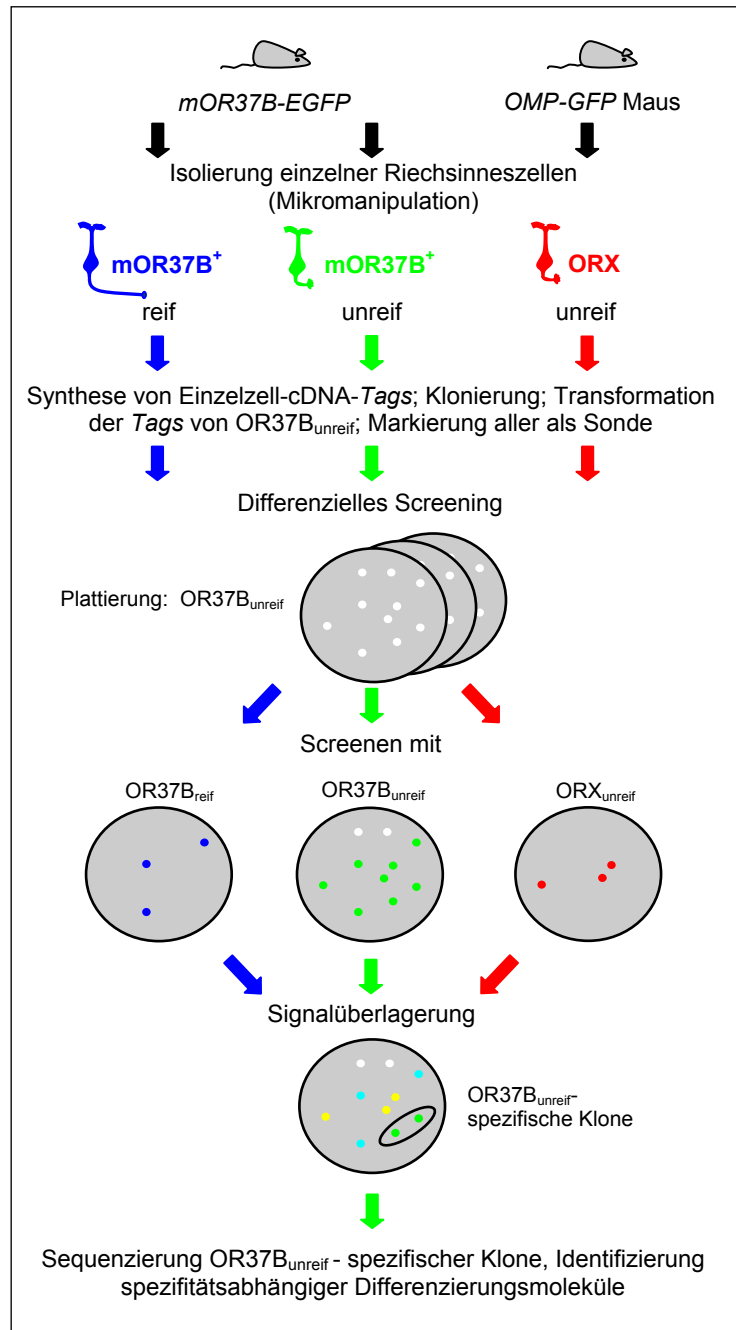 mOR37B-EGFP
OMP-GFP Maus
Isolierung einzelner Riechsinneszellen
(Mikromanipulation)
mOR37B⁺
mOR37B⁺
ORX
reif
unreif
unreif
Synthese von Einzelzell-cDNA-Tags; Klonierung; Transformation
der Tags von OR37Bunreif; Markierung aller als Sonde
Differenzielles Screening
Plattierung: OR37Bunreif
Screenen mit
OR37Breif
OR37Bunreif
ORXunreif
Signalüberlagerung
OR37Bunreif-
spezifische Klone
Sequenzierung OR37Bunreif - spezifischer Klone, Identifizierung
spezifitätsabhängiger Differenzierungsmoleküle